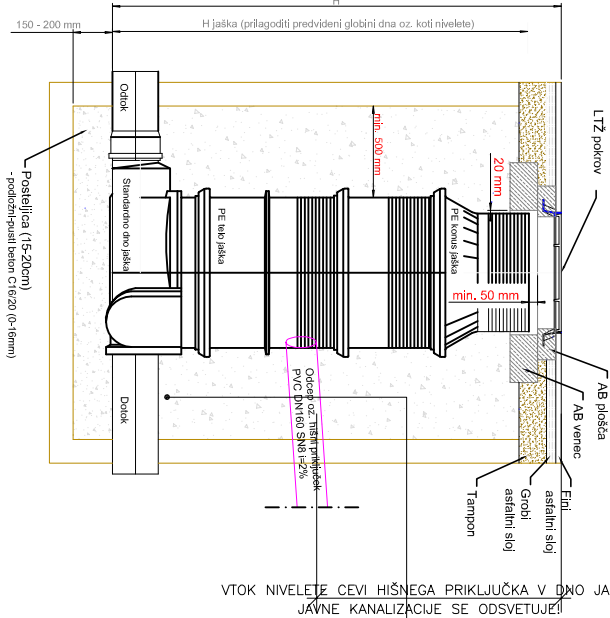 H
H jaška (prilagoditi predvideni globini dna oz. koti nivelete)
150 - 200 mm
LTŽ pokrov
Odtok
min. 500 mm
20 mm
Standardno dno jaška
PE telo jaška
PE konus jaška
min. 50 mm
Posteljica (15-20cm)
- podložni-pusti beton C16/20 (0-16mm)
AB plošča
AB venec
Odcep oz. hišni priključek
PVC DN160 SN8 i=2%
Dotok
Fini
asfaltni sloj
Grobi
asfaltni sloj
Tampon
VTOK NIVELETE CEVI HIŠNEGA PRIKLJUČKA V DNO JA
JAVNE KANALIZACIJE SE ODSVETUJE!